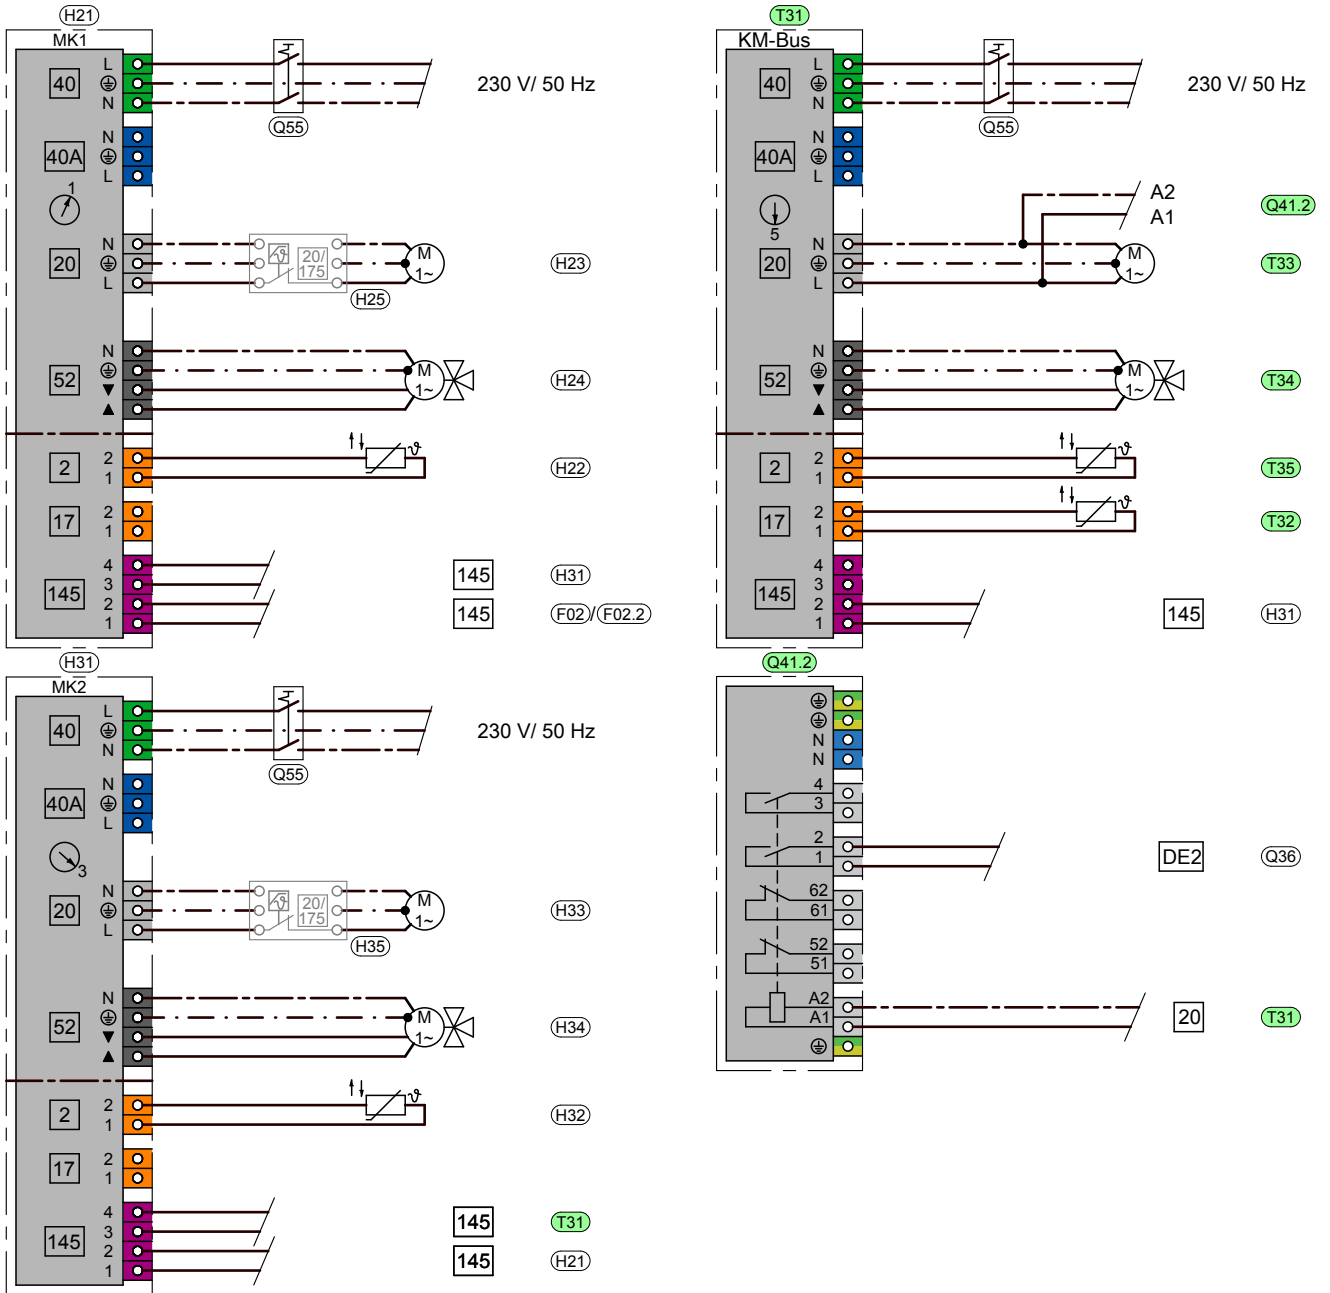 H21
MK1
40
L
N
230 V/ 50 Hz
Q55
40A
N
L
1
20
N
L
20/
175
M
1~
H25
H23
52
N
▼
▲
M
1~
H24
2
2
1
ϑ
H22
17
2
1
145
4
3
2
1
145
H31
145
F02/F02.2
H31
MK2
40
L
N
230 V/ 50 Hz
Q55
40A
N
L
3
20
N
L
ϑ
20/
175
M
1~
H35
H33
52
N
▼
▲
M
1~
H34
2
2
1
ϑ
H32
17
2
1
145
4
3
2
1
145
T31
145
H21
T31
KM-Bus
40
L
N
230 V/ 50 Hz
Q55
40A
N
L
A2
A1
Q41.2
5
20
N
L
M
1~
T33
52
N
▼
▲
M
1~
T34
2
2
1
ϑ
T35
17
2
1
ϑ
T32
145
4
3
2
1
145
H31
Q41.2
N
N
4
3
2
1
DE2
Q36
62
61
52
51
A2
A1
20
T31